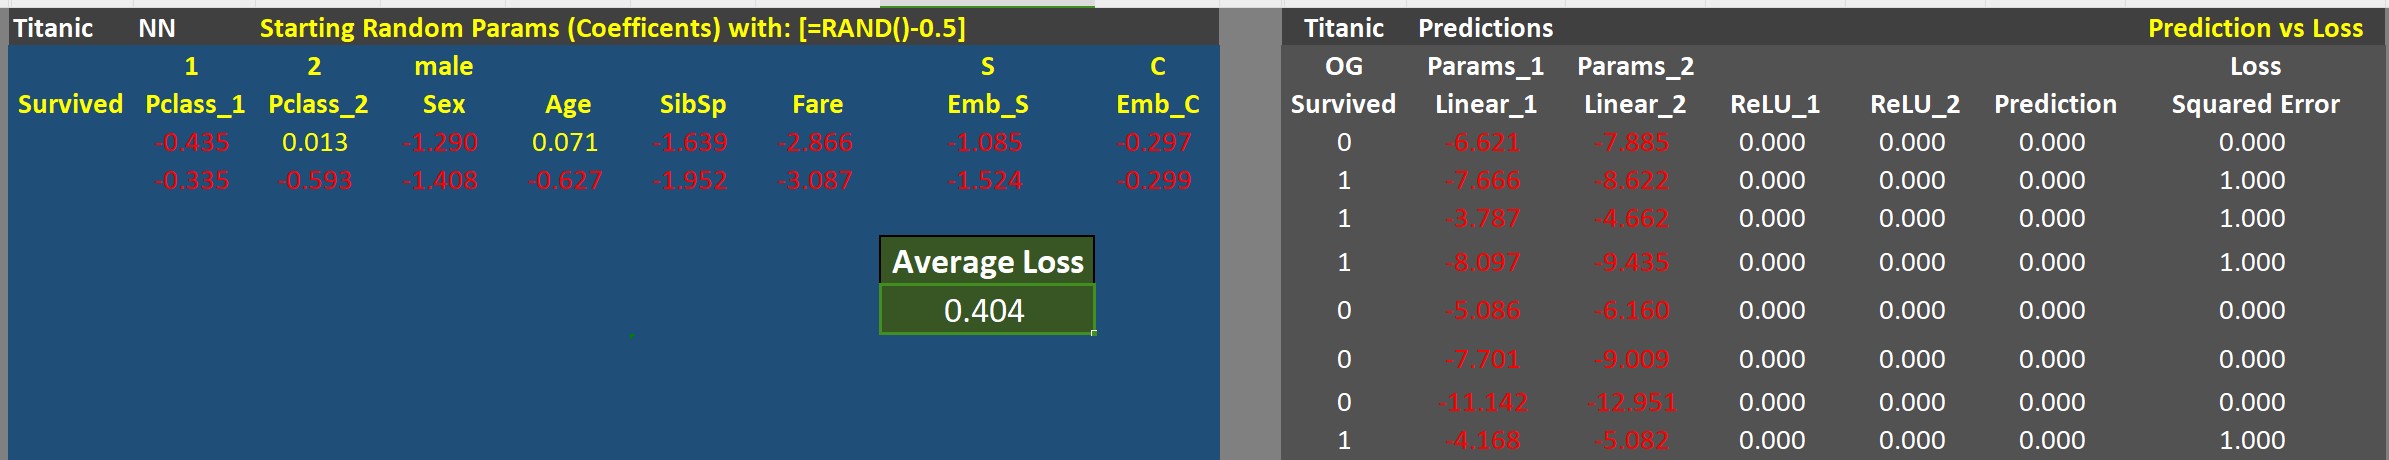 Titanic NN Starting Random Params (Coefficents) with: [=RAND()-0.5]
1 2 male S C
Survived Pclass_1 Pclass_2 Sex Age SibSp Fare Emb_S Emb_C
-0.435 0.013 -1.290 0.071 -1.639 -2.866 -1.085 -0.297
-0.335 -0.593 -1.408 -0.627 -1.952 -3.087 -1.524 -0.299
Average Loss
0.404
Titanic Predictions Prediction vs Loss
OG Params_1 Params_2 Loss
Survived Linear_1 Linear_2 ReLU_1 ReLU_2 Prediction Squared Error
0 -6.621 -7.885 0.000 0.000 0.000 0.000
1 -7.666 -8.622 0.000 0.000 0.000 1.000
1 -3.787 -4.662 0.000 0.000 0.000 1.000
1 -8.097 -9.435 0.000 0.000 0.000 1.000
0 -5.086 -6.160 0.000 0.000 0.000 0.000
0 -7.701 -9.009 0.000 0.000 0.000 0.000
0 -11.142 -12.951 0.000 0.000 0.000 0.000
1 -4.168 -5.082 0.000 0.000 0.000 1.000